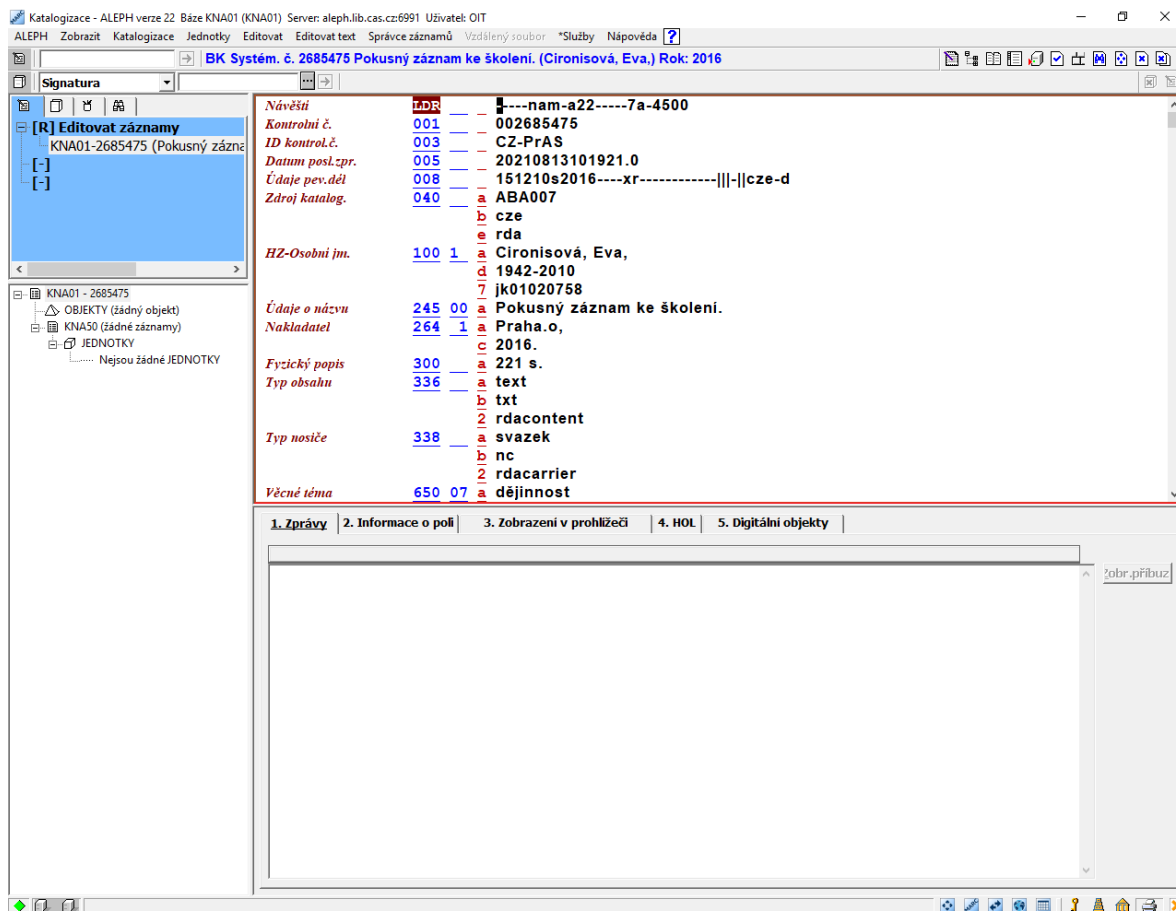 Katalogizace - ALEPH verze 22 Báze KNA01 (KNA01) Server: aleph.lib.cas.cz:6991 Uživatel: OIT
ALEPH Zobrazit Katalogizace Jednotky Editovat Editovat text Správce záznamů Vzdálený soubor *Služby Nápověda ?
BK Systém. č. 2685475 Pokusný záznam ke školení. (Cironisová, Eva,) Rok: 2016
Signatura ...
[R] Editovat záznamy
KNA01-2685475 (Pokusný zázna
[-]
[-]
KNA01 - 2685475
OBJEKTY (žádný objekt)
KNA50 (žádné záznamy)
JEDNOTKY
Nejsou žádné JEDNOTKY
Návěští LDR ----nam-a22-----7a-4500
Kontrolní č. 001 002685475
ID kontrol.č. 003 CZ-PrAS
Datum posl.zpr. 005 20210813101921.0
Údaje pev.dél 008 151210s2016----xr------------|||-||cze-d
Zdroj katalog. 040 a ABA007
b cze
e rda
HZ-Osobní jm. 100 1 a Cironisová, Eva,
d 1942-2010
7 jk01020758
Údaje o názvu 245 00 a Pokusný záznam ke školení.
Nakladatel 264 1 a Praha.o,
c 2016.
Fyzický popis 300 a 221 s.
Typ obsahu 336 a text
b txt
2 rdacontent
Typ nosiče 338 a svazek
b nc
2 rdacarrier
Věcné téma 650 07 a dějinnost
1. Zprávy 2. Informace o poli 3. Zobrazení v prohlížeči 4. HOL 5. Digitální objekty
Zobr.příbuz